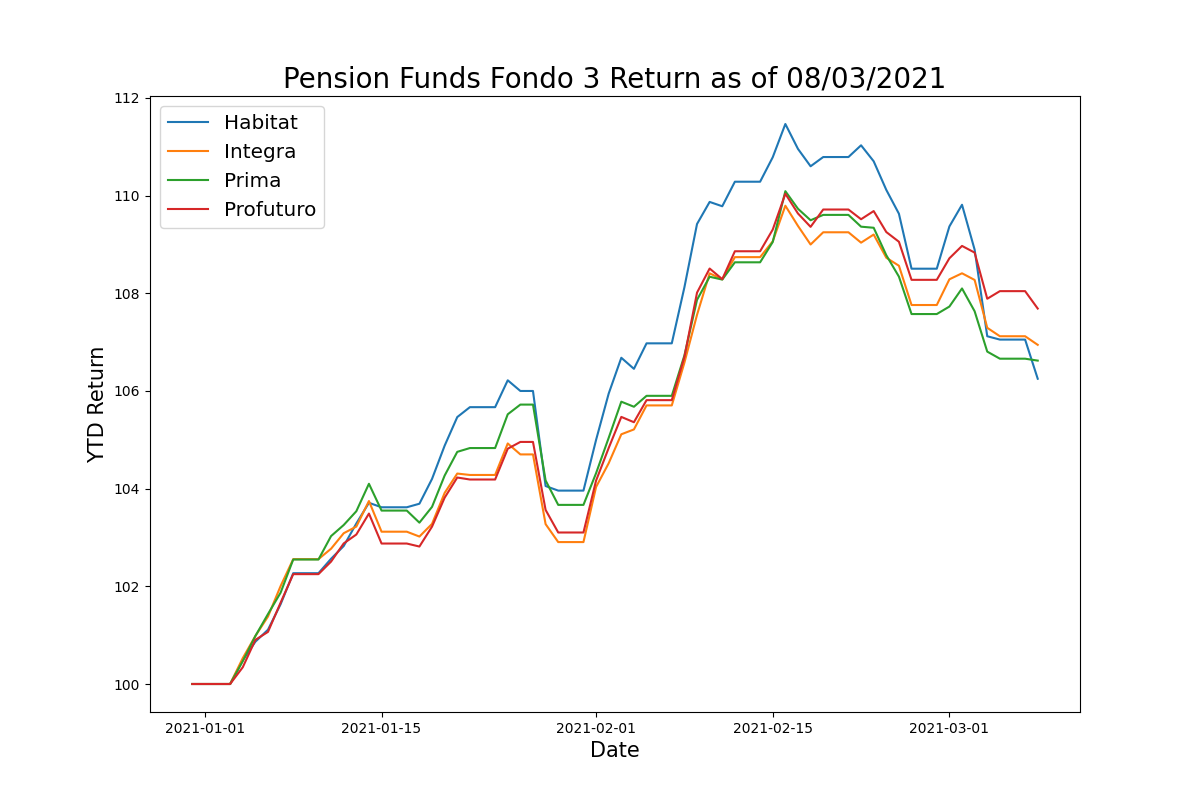 Pension Funds Fondo 3 Return as of 08/03/2021
112
110
108
106
104
102
100
YTD Return
Habitat
Integra
Prima
Profuturo
2021-01-01
2021-01-15
2021-02-01
2021-02-15
2021-03-01
Date